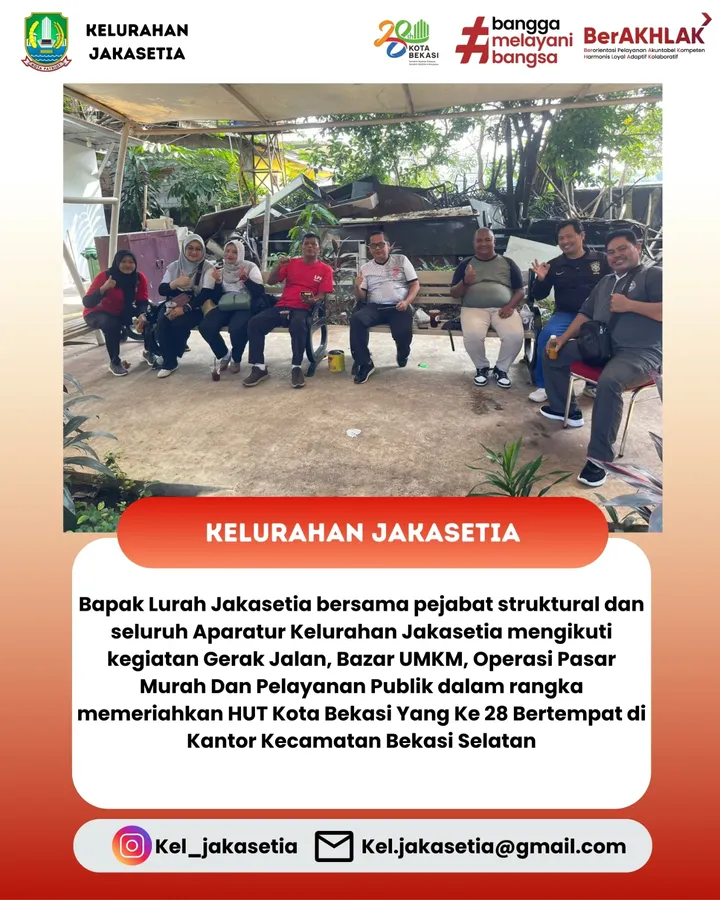 KELURAHAN
JAKASETIA
28
KOTA
BEKASI
#bangga
melayani
bangsa
BerAKHLAK
Berorientasi Pelayanan Akuntabel Kompeten
Harmonis Loyal Adaptif Kolaboratif
KELURAHAN JAKASETIA
Bapak Lurah Jakasetia bersama pejabat struktural dan
seluruh Aparatur Kelurahan Jakasetia mengikuti
kegiatan Gerak Jalan, Bazar UMKM, Operasi Pasar
Murah Dan Pelayanan Publik dalam rangka
memeriahkan HUT Kota Bekasi Yang Ke 28 Bertempat di
Kantor Kecamatan Bekasi Selatan
Kel_jakasetia
Kel.jakasetia@gmail.com